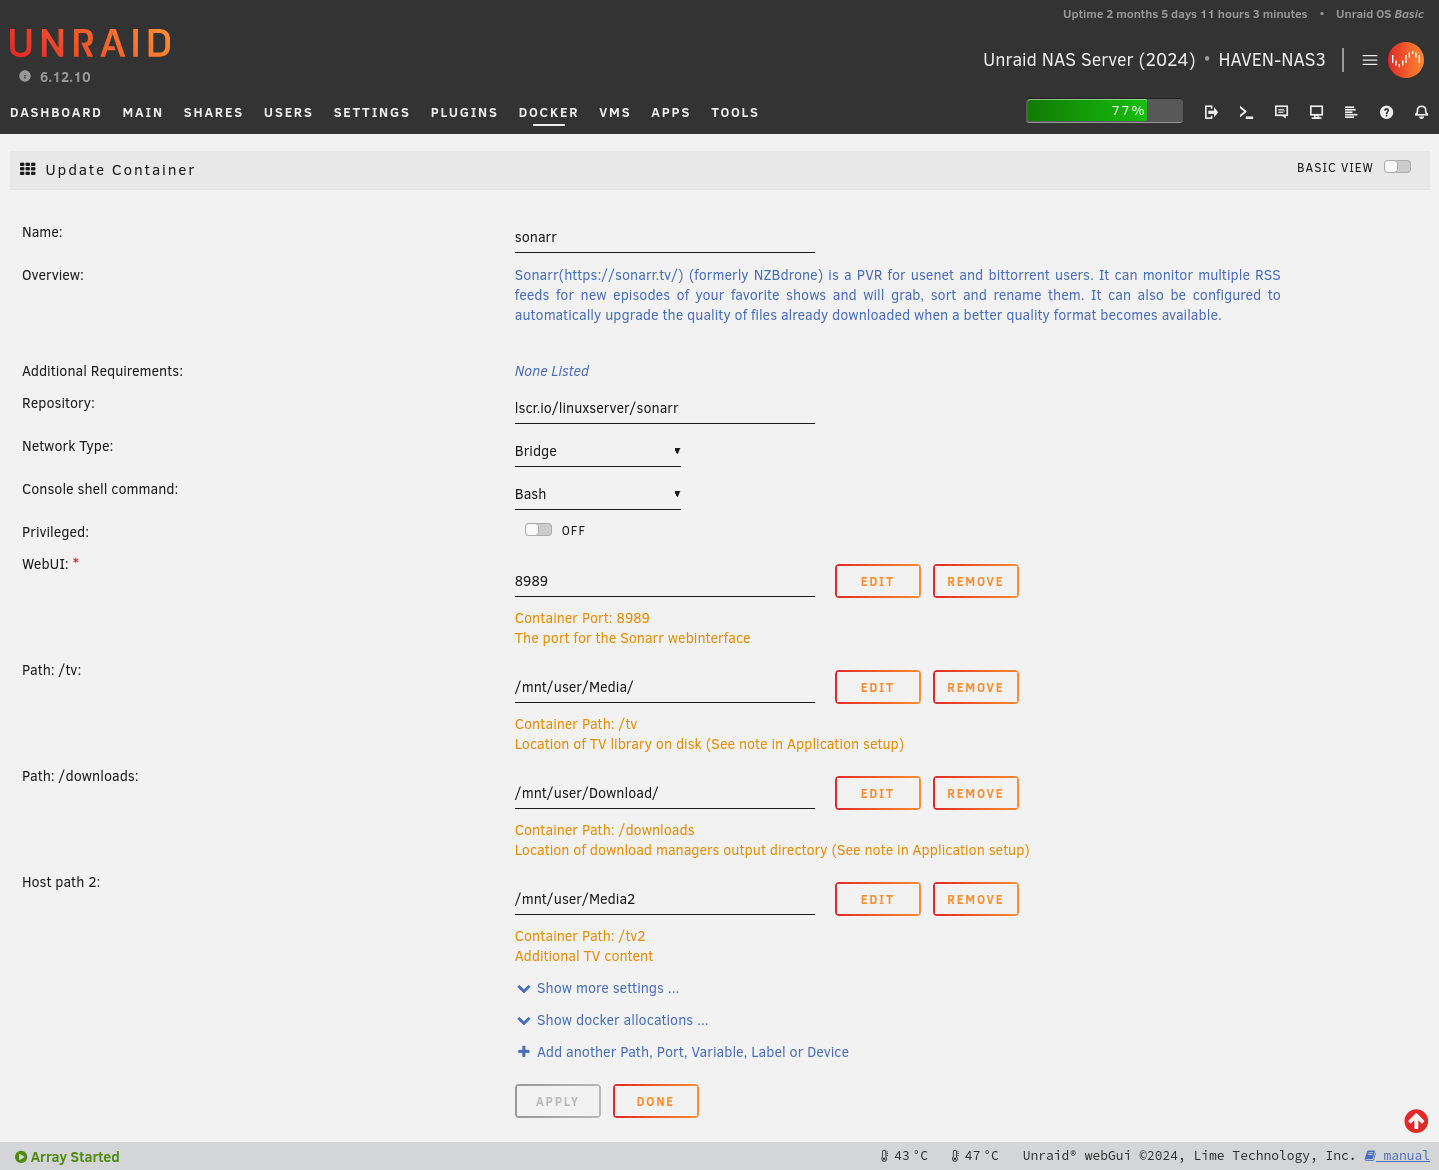 Uptime 2 months 5 days 11 hours 3 minutes • Unraid OS Basic
UNRAID
6.12.10
Unraid NAS Server (2024) • HAVEN-NAS3
DASHBOARD MAIN SHARES USERS SETTINGS PLUGINS DOCKER VMS APPS TOOLS
77%
Update Container
BASIC VIEW
Name:
sonarr
Overview:
Sonarr(https://sonarr.tv/) (formerly NZBdrone) is a PVR for usenet and bittorrent users. It can monitor multiple RSS
feeds for new episodes of your favorite shows and will grab, sort and rename them. It can also be configured to
automatically upgrade the quality of files already downloaded when a better quality format becomes available.
Additional Requirements:
None Listed
Repository:
lscr.io/linuxserver/sonarr
Network Type:
Bridge
Console shell command:
Bash
Privileged:
OFF
WebUI: *
8989
EDIT REMOVE
Container Port: 8989
The port for the Sonarr webinterface
Path: /tv:
/mnt/user/Media/
EDIT REMOVE
Container Path: /tv
Location of TV library on disk (See note in Application setup)
Path: /downloads:
/mnt/user/Download/
EDIT REMOVE
Container Path: /downloads
Location of download managers output directory (See note in Application setup)
Host path 2:
/mnt/user/Media2
EDIT REMOVE
Container Path: /tv2
Additional TV content
Show more settings ...
Show docker allocations ...
Add another Path, Port, Variable, Label or Device
APPLY DONE
Array Started
43 °C 47 °C Unraid® webGui ©2024, Lime Technology, Inc. manual